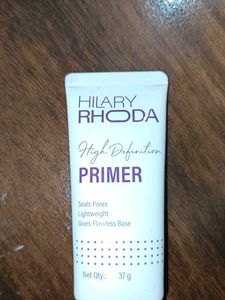 HILARY
RHODA
High Definition
PRIMER
Seals Pores
Lightweight
Gives Flawless Base
Net Qty.: 37 g